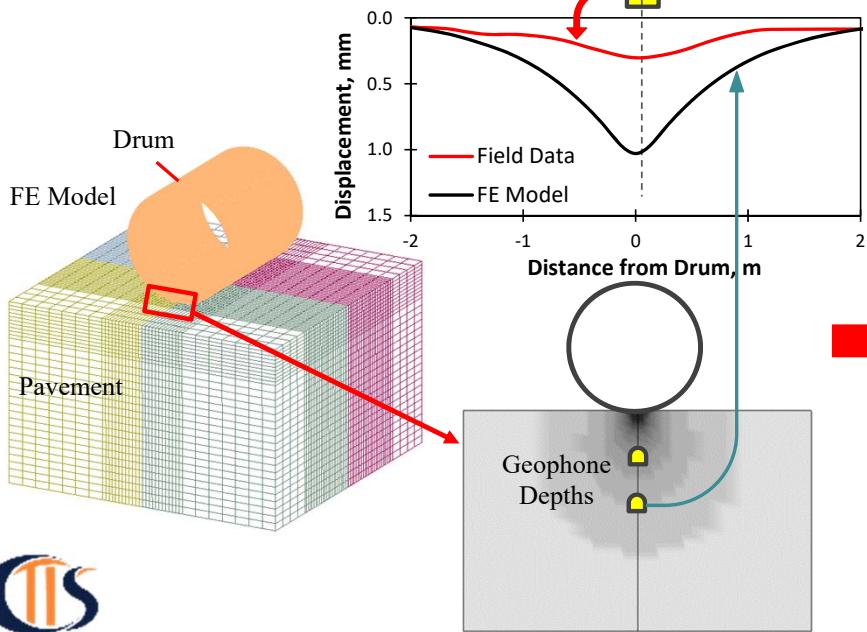 0.0
0.5
1.0
1.5
Displacement, mm
Field Data
FE Model
-2
-1
0
1
2
Distance from Drum, m
Drum
FE Model
Pavement
Geophone
Depths
CTIS